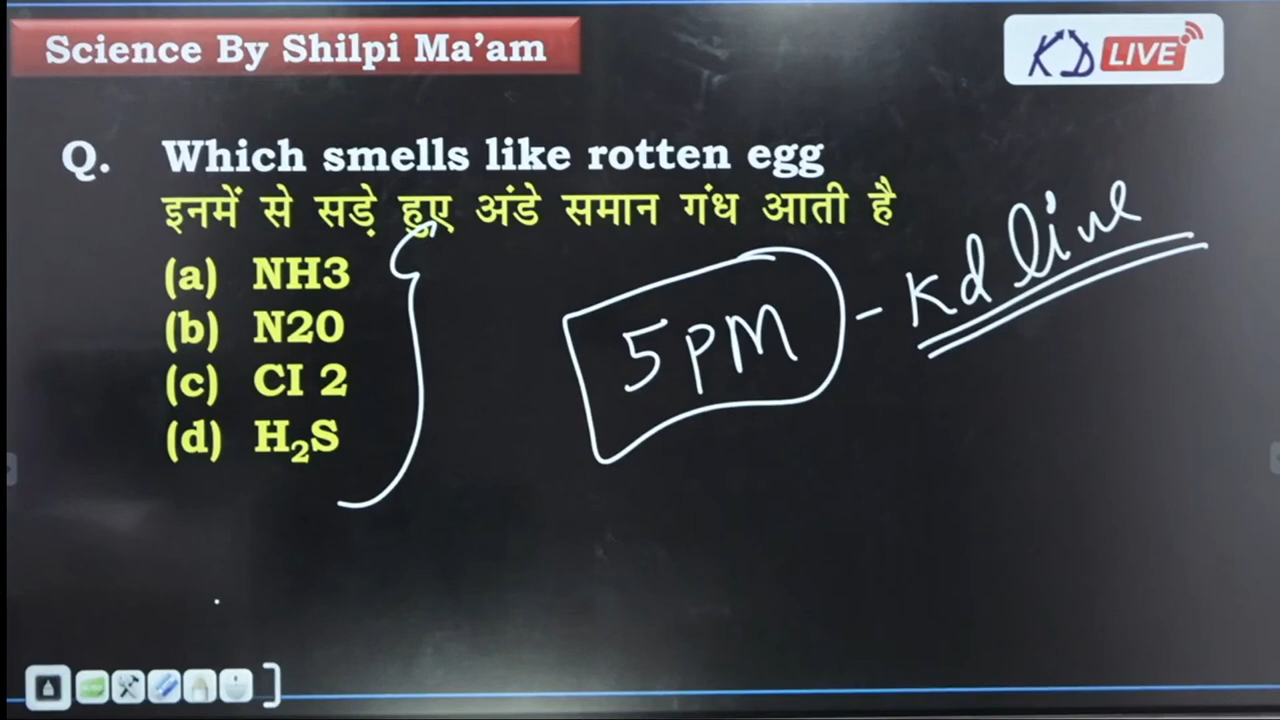 Science By Shilpi Ma'am
KD LIVE
Q. Which smells like rotten egg
इनमें से सड़े हुए अंडे समान गंध आती है
(a) NH3
(b) N20
(c) CI 2
(d) H₂S
5PM - Kd live